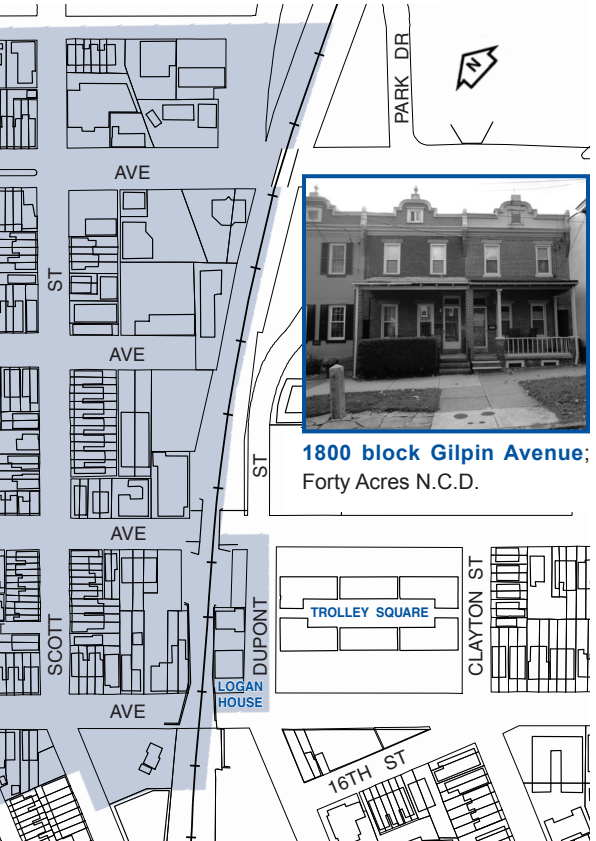 PARK DR
N
AVE
ST
AVE
1800 block Gilpin Avenue;
Forty Acres N.C.D.
ST
AVE
TROLLEY SQUARE
CLAYTON ST
DUPONT
SCOTT
LOGAN
HOUSE
AVE
16TH ST